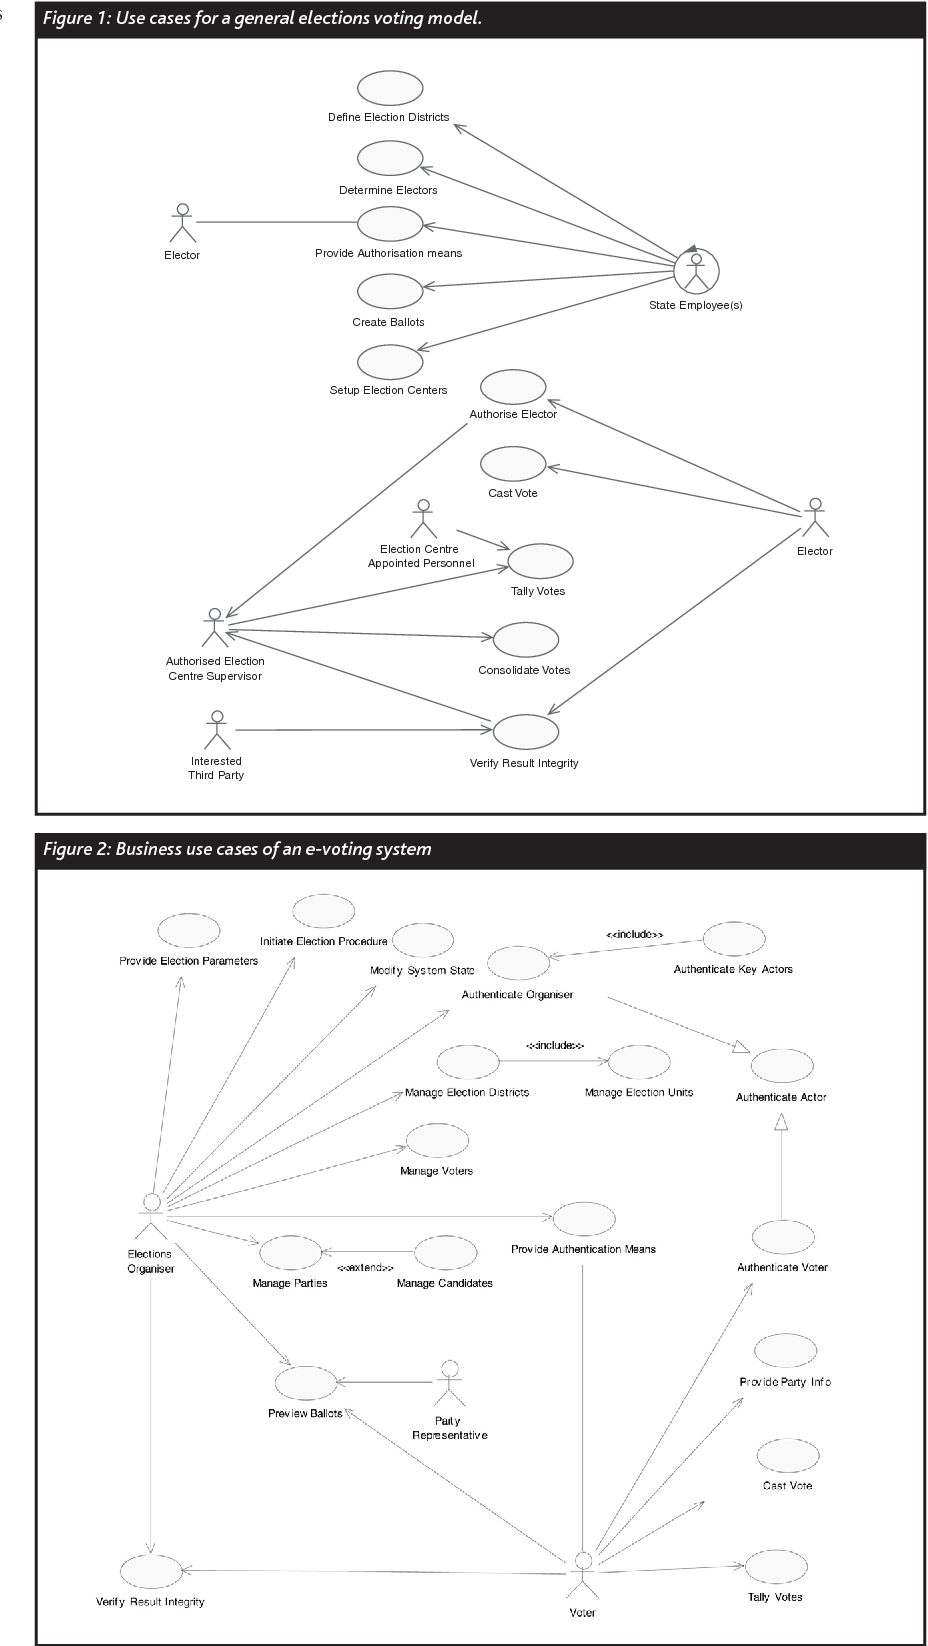 s
Figure 1: Use cases for a general elections voting model.
Define Election Districts
Determine Electors
Elector
Provide Authorisation means
State Employee(s)
Create Ballots
Setup Election Centers
Authorise Elector
Cast Vote
Election Centre
Appointed Personnel
Elector
Tally Votes
Authorised Election
Centre Supervisor
Consolidate Votes
Interested
Third Party
Verify Result Integrity
Figure 2: Business use cases of an e-voting system
Provide Election Parameters
Initiate Election Procedure
Modify System State
<<include>>
Authenticate Key Actors
Authenticate Organiser
<<include>>
Manage Election Districts
Manage Election Units
Authenticate Actor
Manage Voters
Elections
Organiser
Provide Authentication Means
Manage Parties
<<extend>>
Manage Candidates
Authenticate Voter
Preview Ballots
Party
Representative
Provide Party Info
Cast Vote
Verify Result Integrity
Voter
Tally Votes